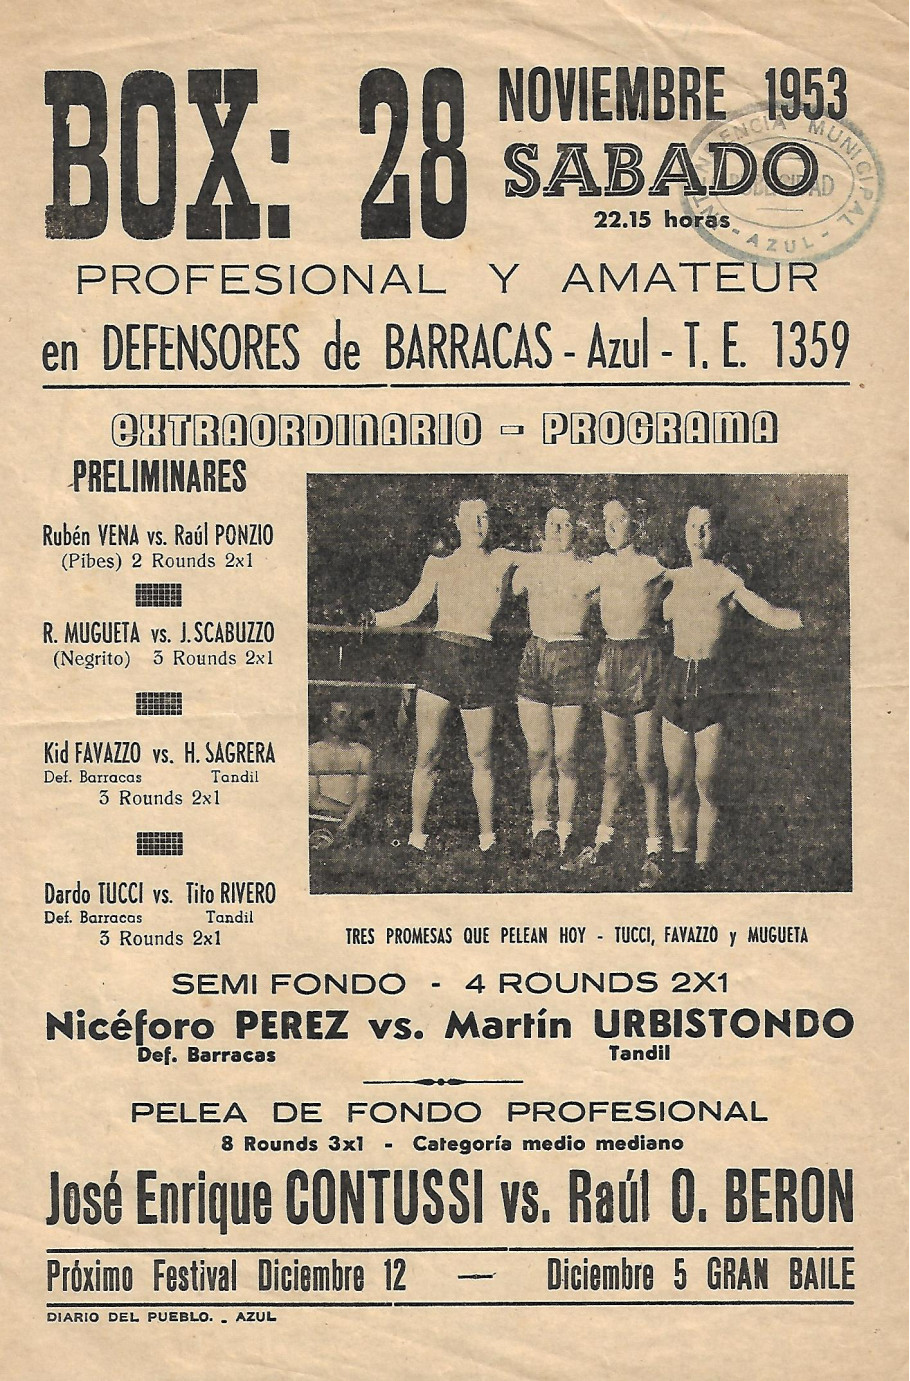 BOX: 28
NOVIEMBRE 1953
SABADO
22.15 horas
INTENDENCIA MUNICIPAL
PUBLICIDAD
- AZUL -
PROFESIONAL Y AMATEUR
en DEFENSORES de BARRACAS - Azul - T. E. 1359
EXTRAORDINARIO - PROGRAMA
PRELIMINARES
Rubén VENA vs. Raúl PONZIO
(Pibes) 2 Rounds 2x1
R. MUGUETA vs. J. SCABUZZO
(Negrito) 3 Rounds 2x1
Kid FAVAZZO vs. H. SAGRERA
Def. Barracas Tandil
3 Rounds 2x1
Dardo TUCCI vs. Tito RIVERO
Def. Barracas Tandil
3 Rounds 2x1
TRES PROMESAS QUE PELEAN HOY - TUCCI, FAVAZZO y MUGUETA
SEMI FONDO - 4 ROUNDS 2X1
Nicéforo PEREZ vs. Martín URBISTONDO
Def. Barracas Tandil
PELEA DE FONDO PROFESIONAL
8 Rounds 3x1 - Categoría medio mediano
José Enrique CONTUSSI vs. Raúl O. BERON
Próximo Festival Diciembre 12 — Diciembre 5 GRAN BAILE
DIARIO DEL PUEBLO. - AZUL